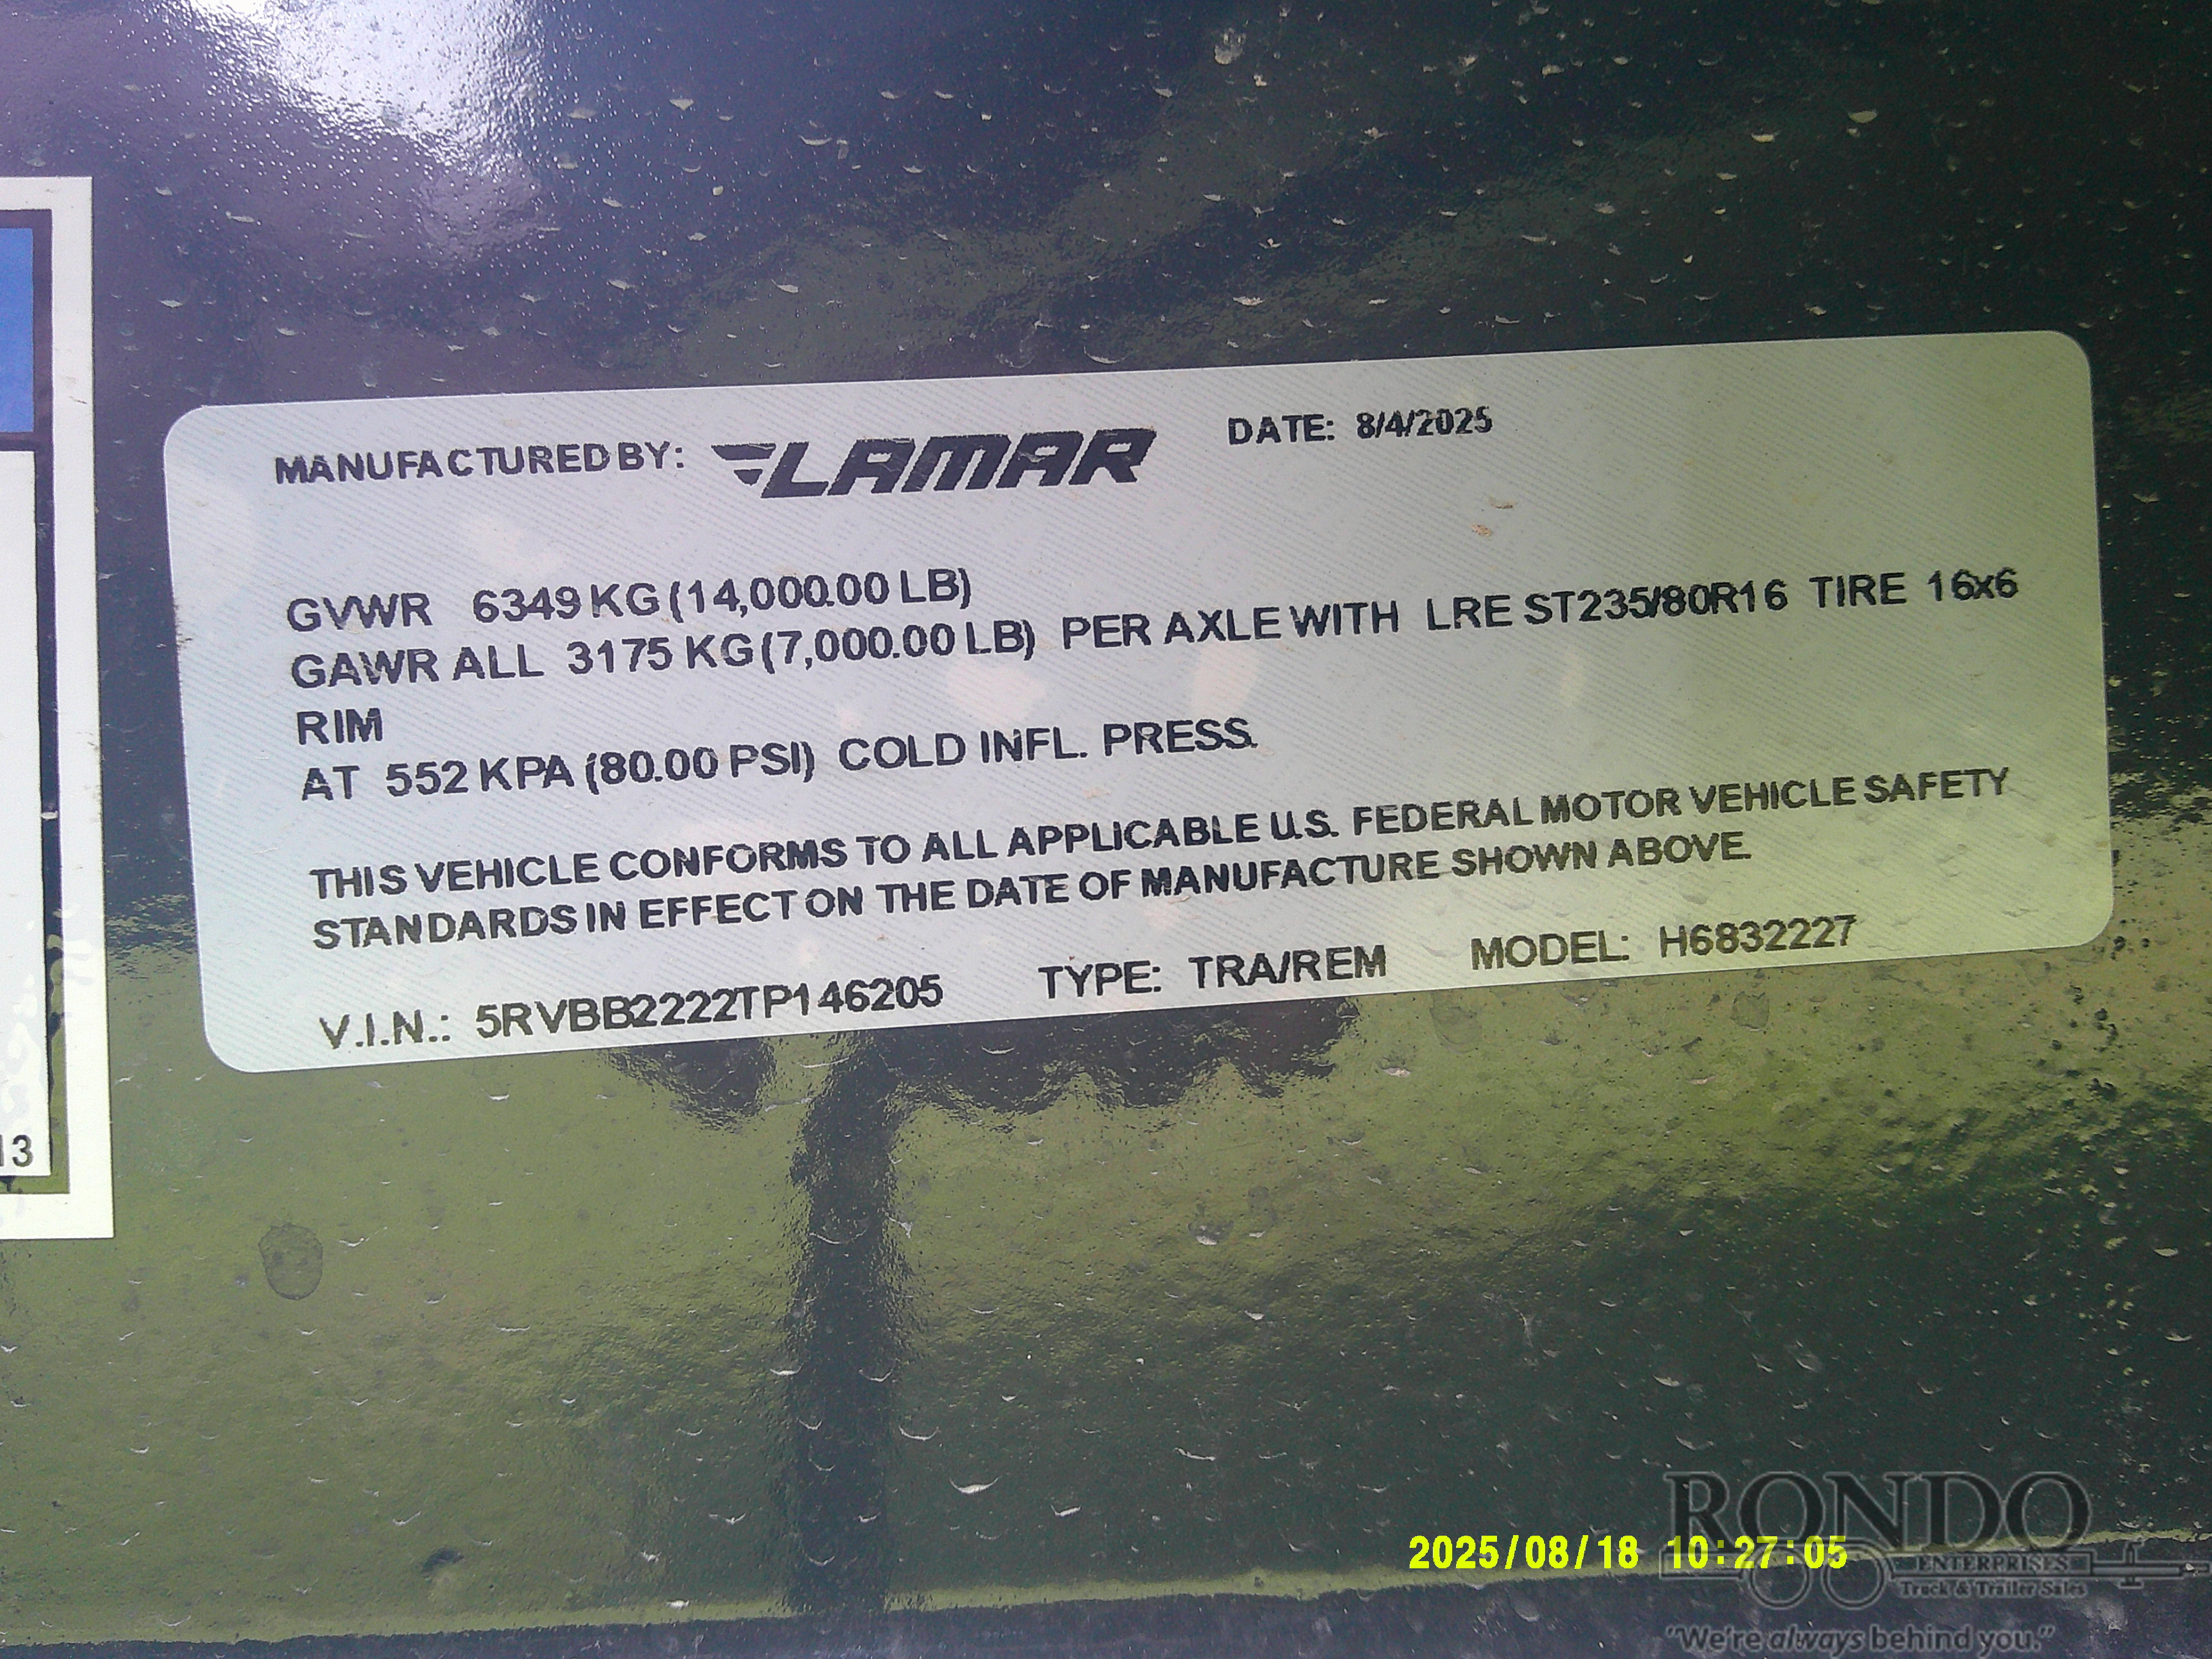 MANUFACTURED BY: LAMAR DATE: 8/4/2025
GVWR 6349 KG (14,000.00 LB)
GAWR ALL 3175 KG (7,000.00 LB) PER AXLE WITH LRE ST235/80R16 TIRE 16x6
RIM
AT 552 KPA (80.00 PSI) COLD INFL. PRESS.
THIS VEHICLE CONFORMS TO ALL APPLICABLE U.S. FEDERAL MOTOR VEHICLE SAFETY
STANDARDS IN EFFECT ON THE DATE OF MANUFACTURE SHOWN ABOVE.
V.I.N.: 5RVBB2222TP146205 TYPE: TRA/REM MODEL: H6832227
13
2025/08/18 10:27:05
RONDO
ENTERPRISES
Truck & Trailer Sales
"We're always behind you."